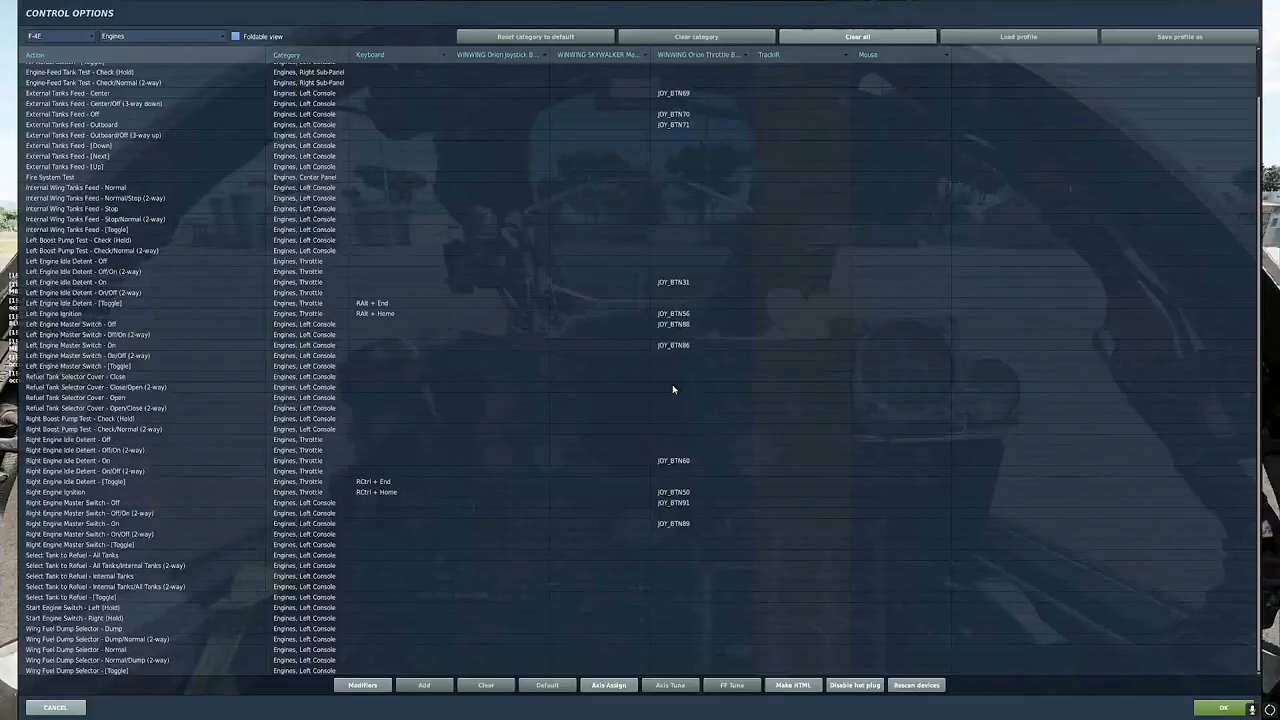 CONTROL OPTIONS
F-4E Engines Foldable view Reset category to default Clear category Clear all Load profile Save profile as
Action Category Keyboard WINWING Orion Joystick B... WINWING SKYWALKER Mo... WINWING Orion Throttle B... TrackIR Mouse
Engine-Feed Tank Test - Check (Hold) Engines, Right Sub-Panel
Engine-Feed Tank Test - Check/Normal (2-way) Engines, Right Sub-Panel
External Tanks Feed - Center Engines, Left Console JOY_BTN69
External Tanks Feed - Center/Off (3-way down) Engines, Left Console
External Tanks Feed - Off Engines, Left Console JOY_BTN70
External Tanks Feed - Outboard Engines, Left Console JOY_BTN71
External Tanks Feed - Outboard/Off (3-way up) Engines, Left Console
External Tanks Feed - [Down] Engines, Left Console
External Tanks Feed - [Next] Engines, Left Console
External Tanks Feed - [Up] Engines, Left Console
Fire System Test Engines, Center Panel
Internal Wing Tanks Feed - Normal Engines, Left Console
Internal Wing Tanks Feed - Normal/Stop (2-way) Engines, Left Console
Internal Wing Tanks Feed - Stop Engines, Left Console
Internal Wing Tanks Feed - Stop/Normal (2-way) Engines, Left Console
Internal Wing Tanks Feed - [Toggle] Engines, Left Console
Left Boost Pump Test - Check (Hold) Engines, Left Console
Left Boost Pump Test - Check/Normal (2-way) Engines, Left Console
Left Engine Idle Detent - Off Engines, Throttle
Left Engine Idle Detent - Off/On (2-way) Engines, Throttle
Left Engine Idle Detent - On Engines, Throttle JOY_BTN31
Left Engine Idle Detent - On/Off (2-way) Engines, Throttle
Left Engine Idle Detent - [Toggle] Engines, Throttle RAlt + End
Left Engine Ignition Engines, Throttle RAlt + Home JOY_BTN56
Left Engine Master Switch - Off Engines, Left Console JOY_BTN88
Left Engine Master Switch - Off/On (2-way) Engines, Left Console
Left Engine Master Switch - On Engines, Left Console JOY_BTN86
Left Engine Master Switch - On/Off (2-way) Engines, Left Console
Left Engine Master Switch - [Toggle] Engines, Left Console
Refuel Tank Selector Cover - Close Engines, Left Console
Refuel Tank Selector Cover - Close/Open (2-way) Engines, Left Console
Refuel Tank Selector Cover - Open Engines, Left Console
Refuel Tank Selector Cover - Open/Close (2-way) Engines, Left Console
Right Boost Pump Test - Check (Hold) Engines, Left Console
Right Boost Pump Test - Check/Normal (2-way) Engines, Left Console
Right Engine Idle Detent - Off Engines, Throttle
Right Engine Idle Detent - Off/On (2-way) Engines, Throttle
Right Engine Idle Detent - On Engines, Throttle JOY_BTN60
Right Engine Idle Detent - On/Off (2-way) Engines, Throttle
Right Engine Idle Detent - [Toggle] Engines, Throttle RCtrl + End
Right Engine Ignition Engines, Throttle RCtrl + Home JOY_BTN50
Right Engine Master Switch - Off Engines, Left Console JOY_BTN91
Right Engine Master Switch - Off/On (2-way) Engines, Left Console
Right Engine Master Switch - On Engines, Left Console JOY_BTN89
Right Engine Master Switch - On/Off (2-way) Engines, Left Console
Right Engine Master Switch - [Toggle] Engines, Left Console
Select Tank to Refuel - All Tanks Engines, Left Console
Select Tank to Refuel - All Tanks/Internal Tanks (2-way) Engines, Left Console
Select Tank to Refuel - Internal Tanks Engines, Left Console
Select Tank to Refuel - Internal Tanks/All Tanks (2-way) Engines, Left Console
Select Tank to Refuel - [Toggle] Engines, Left Console
Start Engine Switch - Left (Hold) Engines, Left Console
Start Engine Switch - Right (Hold) Engines, Left Console
Wing Fuel Dump Selector - Dump Engines, Left Console
Wing Fuel Dump Selector - Dump/Normal (2-way) Engines, Left Console
Wing Fuel Dump Selector - Normal Engines, Left Console
Wing Fuel Dump Selector - Normal/Dump (2-way) Engines, Left Console
Wing Fuel Dump Selector - [Toggle] Engines, Left Console
Modifiers Add Clear Default Axis Assign Axis Tune FF Tune Make HTML Disable hot plug Rescan devices
CANCEL OK